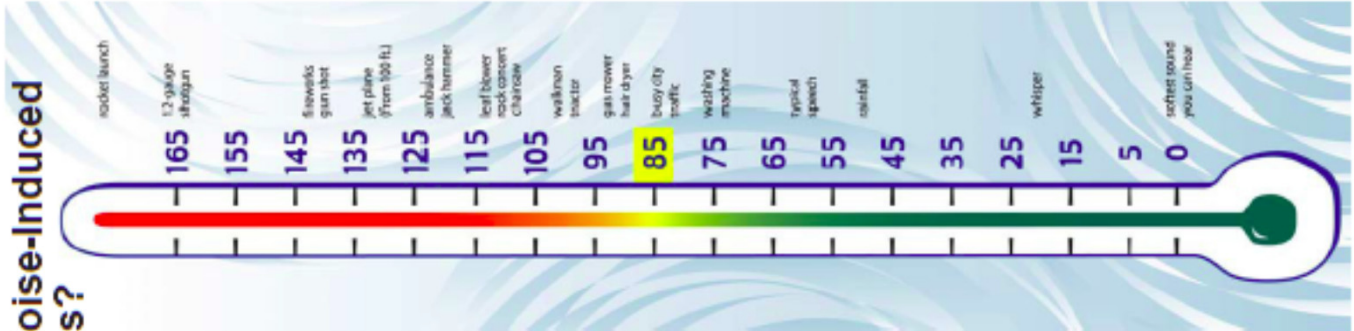 oise-Induced
s?
rocket launch
165
12-gauge
shotgun
155
145
fireworks
gun shot
135
jet plane
(from 100 ft.)
125
ambulance
jack hammer
115
leaf blower
rock concert
chainsaw
105
walkman
tractor
95
gas mower
hair dryer
85
busy city
traffic
75
washing
machine
65
typical
speech
55
rainfall
45
35
25
whisper
15
5
0
softest sound
you can hear